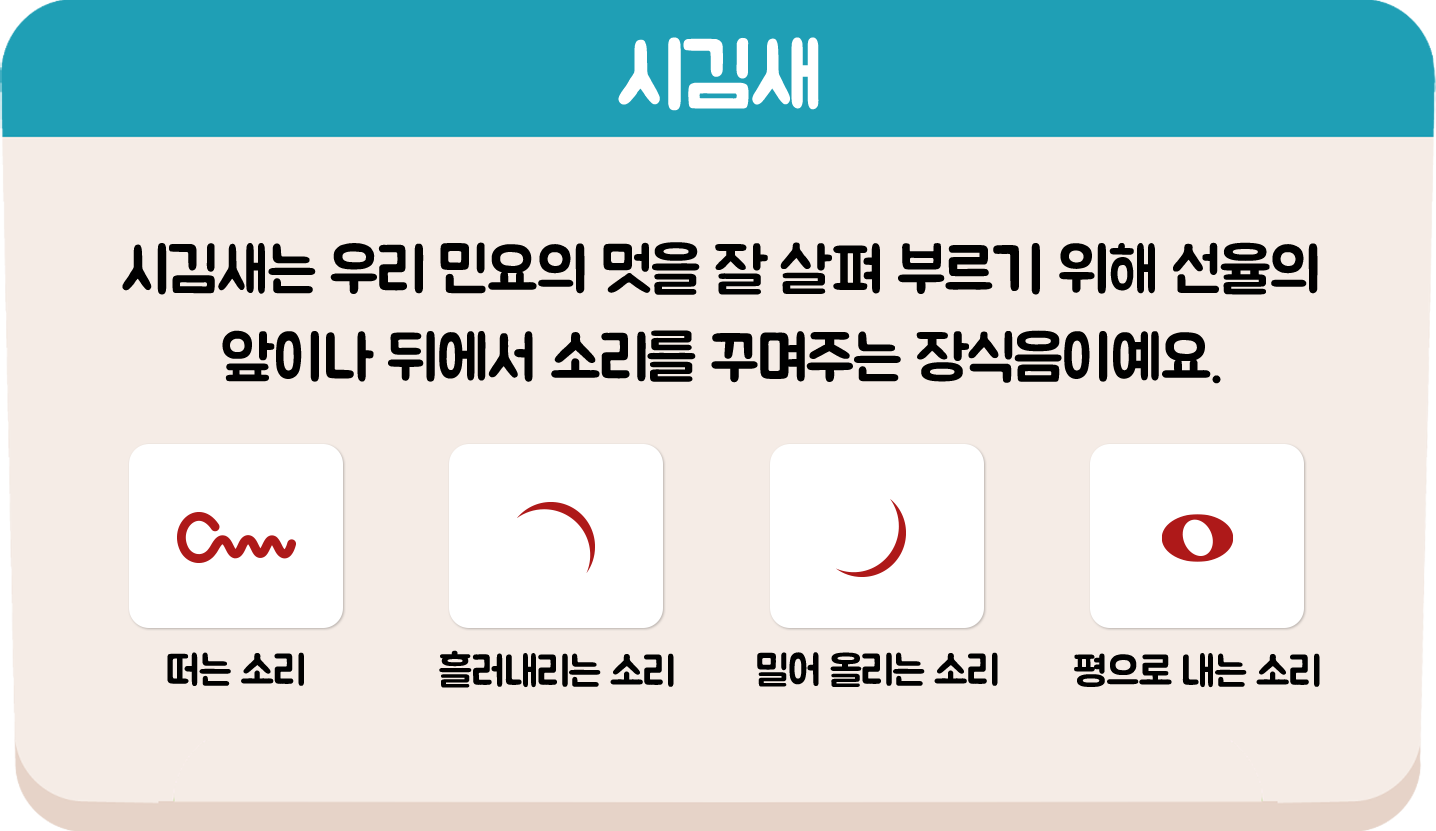 시김새
시김새는 우리 민요의 멋을 잘 살펴 부르기 위해 선율의
앞이나 뒤에서 소리를 꾸며주는 장식음이예요.
떠는 소리
흘러내리는 소리
밀어 올리는 소리
평으로 내는 소리